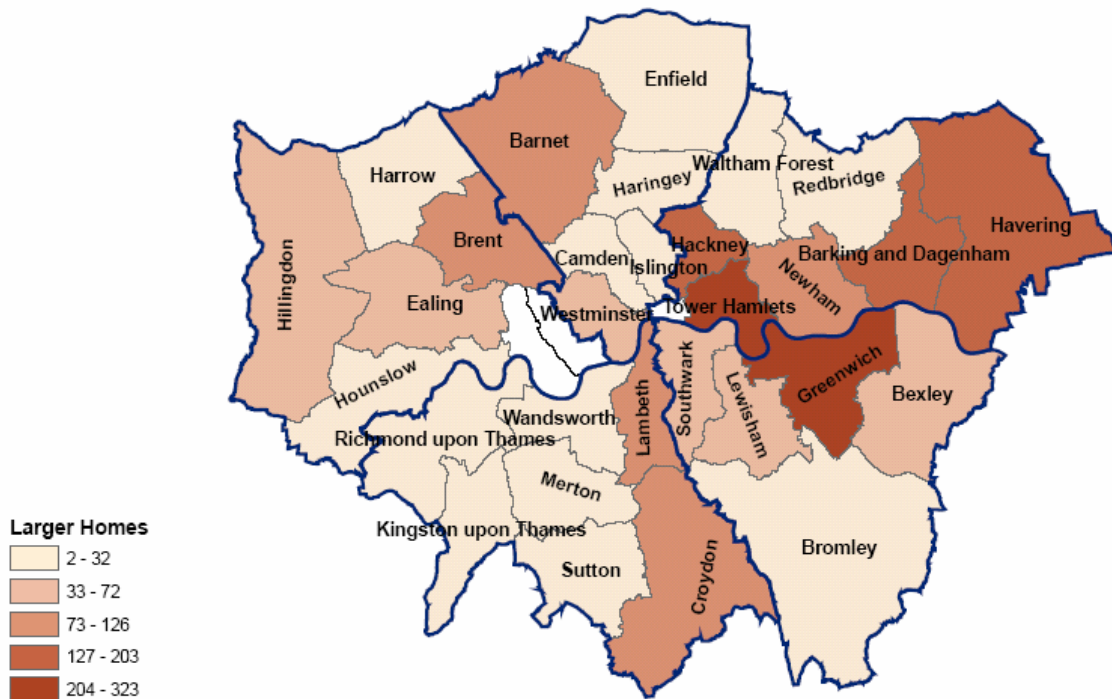 Enfield
Barnet
Harrow
Haringey
Waltham Forest
Redbridge
Havering
Brent
Hackney
Camden
Islington
Barking and Dagenham
Newham
Hillingdon
Ealing
Westminster
Tower Hamlets
Hounslow
Greenwich
Southwark
Lewisham
Bexley
Lambeth
Wandsworth
Richmond upon Thames
Merton
Kingston upon Thames
Bromley
Sutton
Croydon
Larger Homes
2 - 32
33 - 72
73 - 126
127 - 203
204 - 323